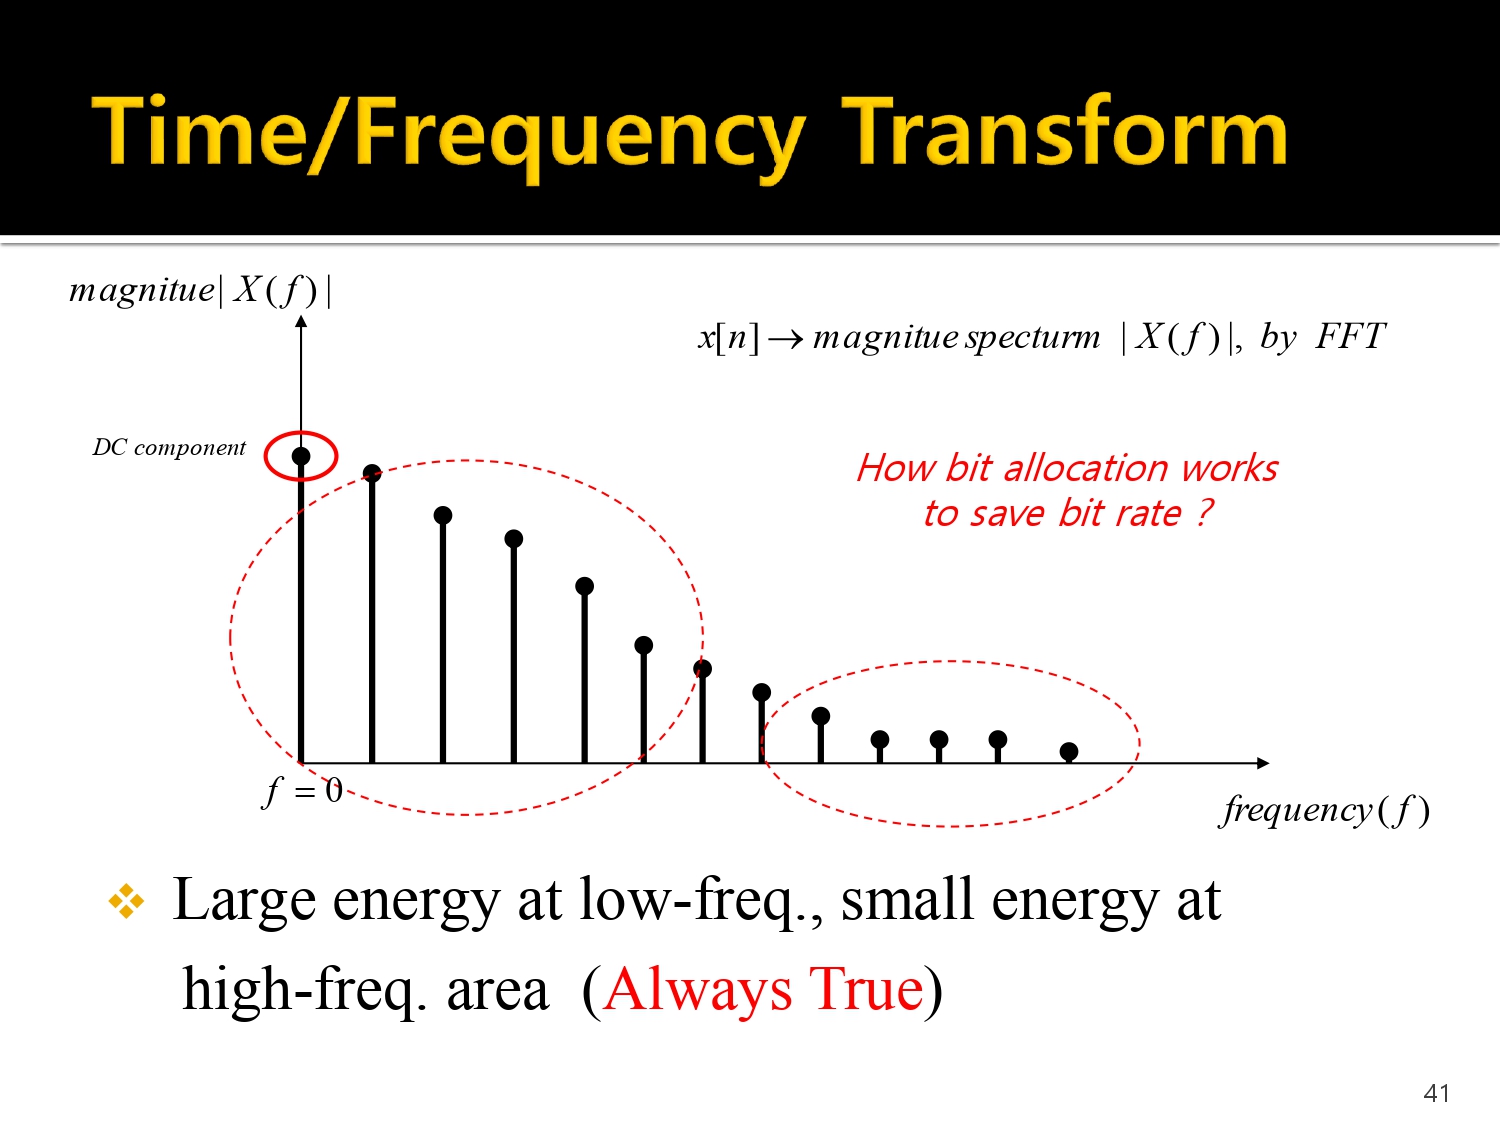 Time/Frequency Transform
magnitue| X(f) |
x[n] → magnitue specturm | X(f) |, by FFT
DC component
How bit allocation works
to save bit rate ?
f = 0
frequency(f)
❖ Large energy at low-freq., small energy at
high-freq. area (Always True)
41